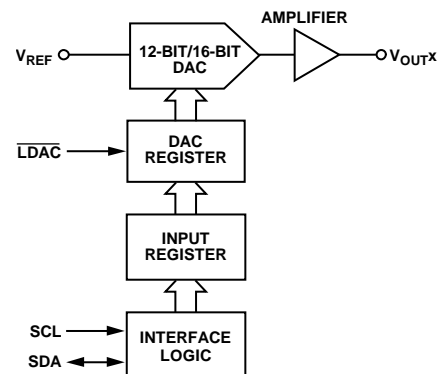 AMPLIFIER
VREF
12-BIT/16-BIT
DAC
VOUTx
LDAC
DAC
REGISTER
INPUT
REGISTER
SCL
SDA
INTERFACE
LOGIC